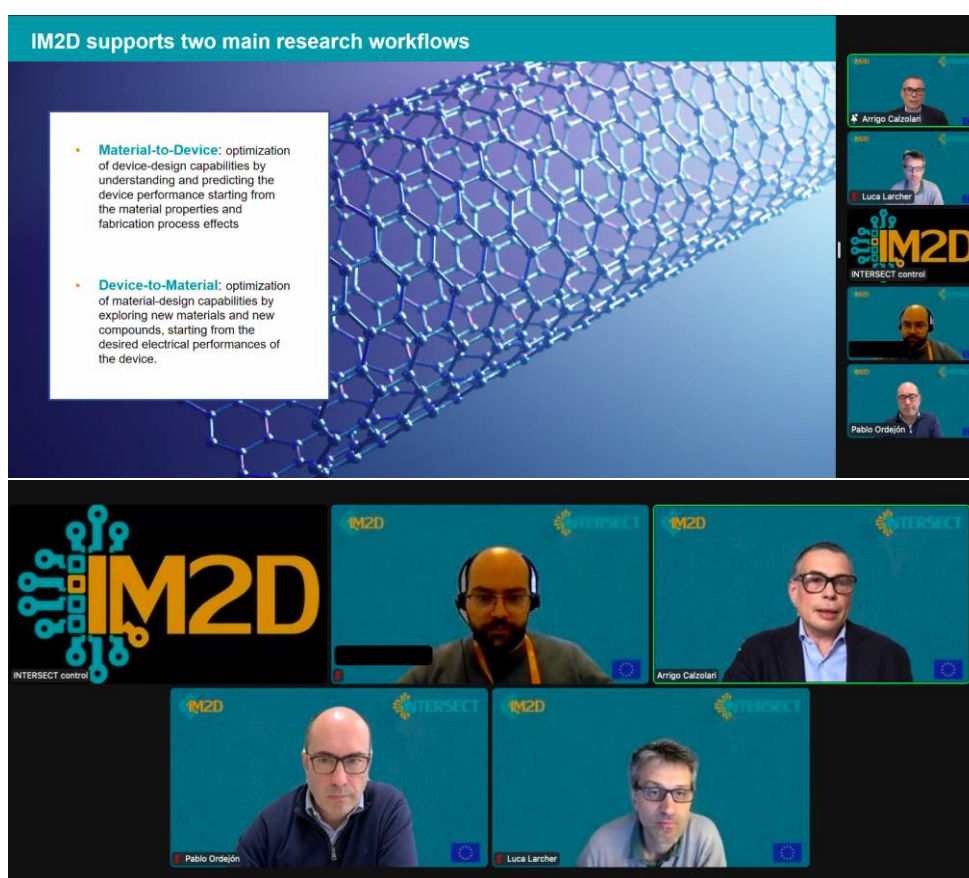 IM2D supports two main research workflows
• Material-to-Device: optimization
of device-design capabilities by
understanding and predicting the
device performance starting from
the material properties and
fabrication process effects
• Device-to-Material: optimization
of material-design capabilities by
exploring new materials and new
compounds, starting from the
desired electrical performances of
the device.
IM2D
Arrigo Calzolari
IM2D
Luca Larcher
IM2D
INTERSECT control
IM2D
IM2D
Pablo Ordejón
IM2D
INTERSECT control
IM2D INTERSECT
IM2D INTERSECT
Arrigo Calzolari
IM2D INTERSECT
Pablo Ordejón
IM2D INTERSECT
Luca Larcher